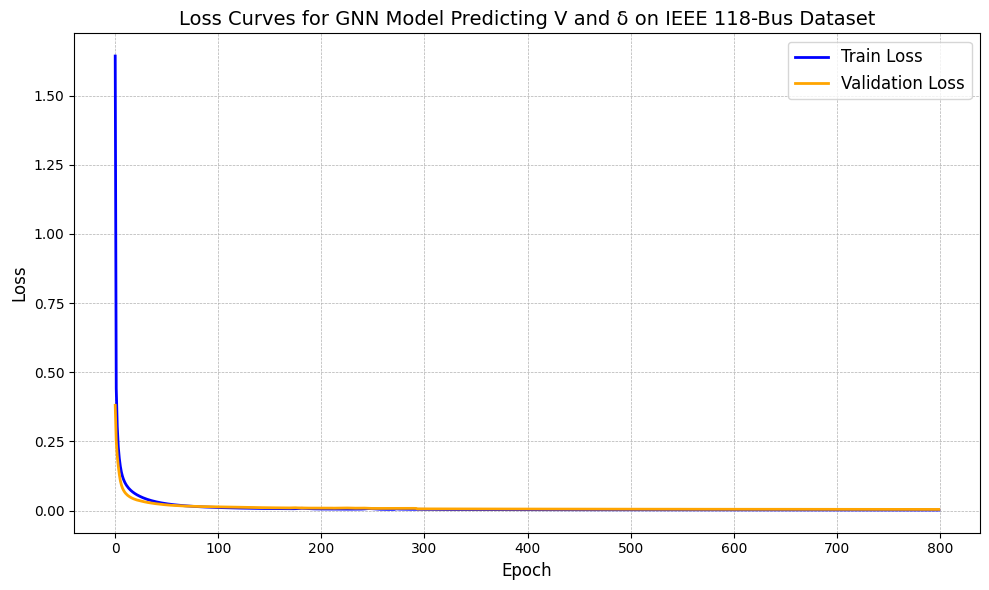 Loss Curves for GNN Model Predicting V and δ on IEEE 118-Bus Dataset
Train Loss
Validation Loss
Loss
1.50
1.25
1.00
0.75
0.50
0.25
0.00
0 100 200 300 400 500 600 700 800
Epoch